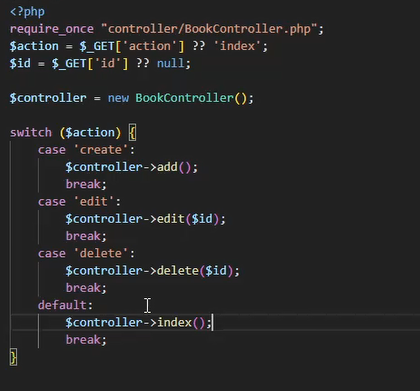 <?php
require_once "controller/BookController.php";
$action = $_GET['action'] ?? 'index';
$id = $_GET['id'] ?? null;

$controller = new BookController();

switch ($action) {
    case 'create':
        $controller->add();
        break;
    case 'edit':
        $controller->edit($id);
        break;
    case 'delete':
        $controller->delete($id);
        break;
    default:
        $controller->index();
        break;
}